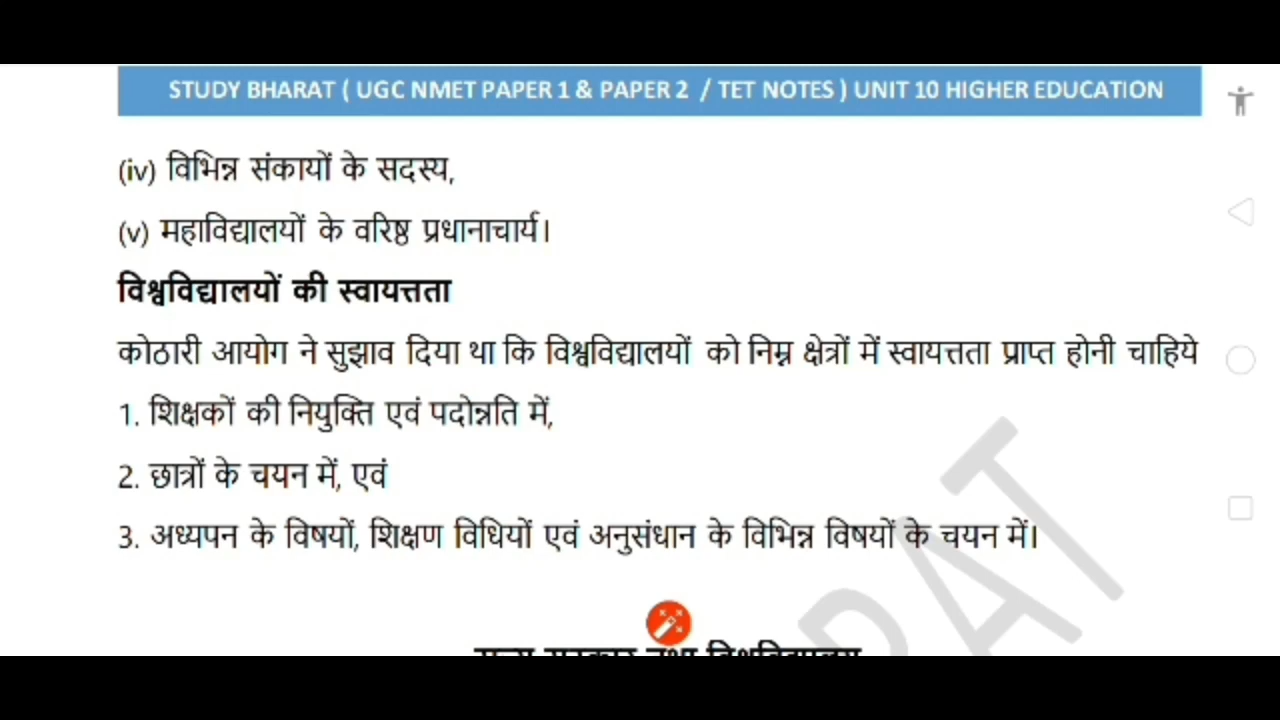 STUDY BHARAT ( UGC NMET PAPER 1 & PAPER 2 / TET NOTES ) UNIT 10 HIGHER EDUCATION
(iv) विभिन्न संकायों के सदस्य,
(v) महाविद्यालयों के वरिष्ठ प्रधानाचार्य।
विश्वविद्यालयों की स्वायत्तता
कोठारी आयोग ने सुझाव दिया था कि विश्वविद्यालयों को निम्न क्षेत्रों में स्वायत्तता प्राप्त होनी चाहिये
1. शिक्षकों की नियुक्ति एवं पदोन्नति में,
2. छात्रों के चयन में, एवं
3. अध्यपन के विषयों, शिक्षण विधियों एवं अनुसंधान के विभिन्न विषयों के चयन में।